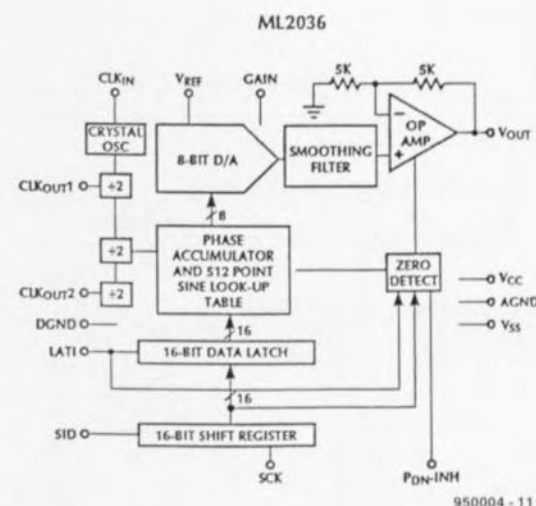 ML2036
CLKIN
VREF
GAIN
5K
5K
CRYSTAL
OSC
8-BIT D/A
SMOOTHING
FILTER
−
+
OP
AMP
VOUT
CLKOUT1
÷2
8
÷2
PHASE
ACCUMULATOR
AND 512 POINT
SINE LOOK-UP
TABLE
ZERO
DETECT
VCC
CLKOUT2
÷2
AGND
DGND
VSS
16
LATI
16-BIT DATA LATCH
16
SID
16-BIT SHIFT REGISTER
SCK
PDN-INH
950004 - 11